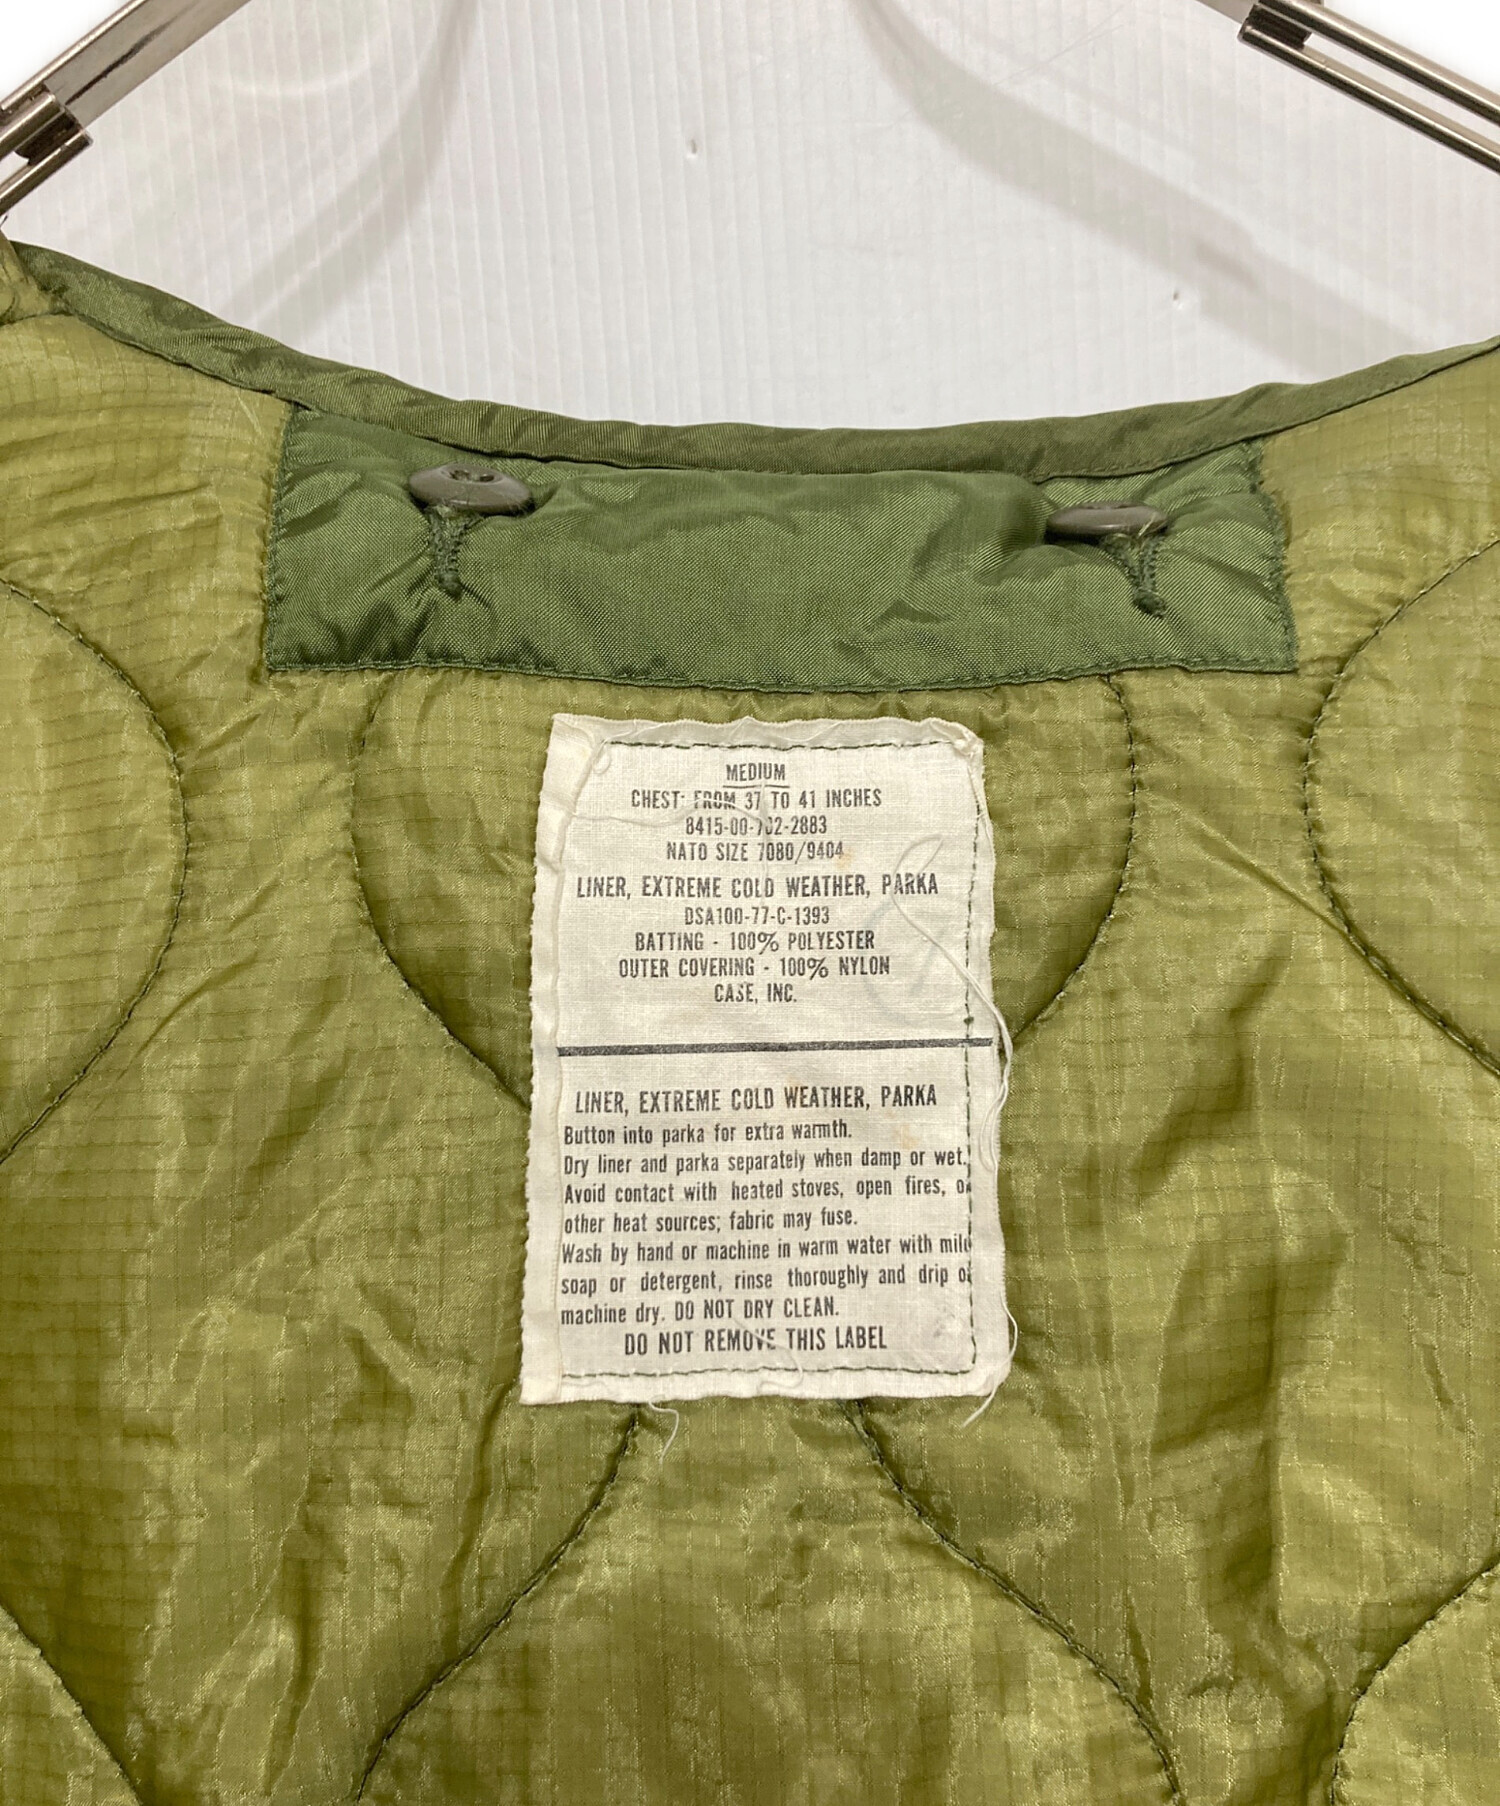 MEDIUM
CHEST: FROM 37 TO 41 INCHES
8415-00-782-2883
NATO SIZE 7080/9404
LINER, EXTREME COLD WEATHER, PARKA
DSA100-77-C-1393
BATTING - 100% POLYESTER
OUTER COVERING - 100% NYLON
CASE, INC.
LINER, EXTREME COLD WEATHER, PARKA
Button into parka for extra warmth.
Dry liner and parka separately when damp or wet.
Avoid contact with heated stoves, open fires, or
other heat sources; fabric may fuse.
Wash by hand or machine in warm water with mild
soap or detergent, rinse thoroughly and drip or
machine dry. DO NOT DRY CLEAN.
DO NOT REMOVE THIS LABEL